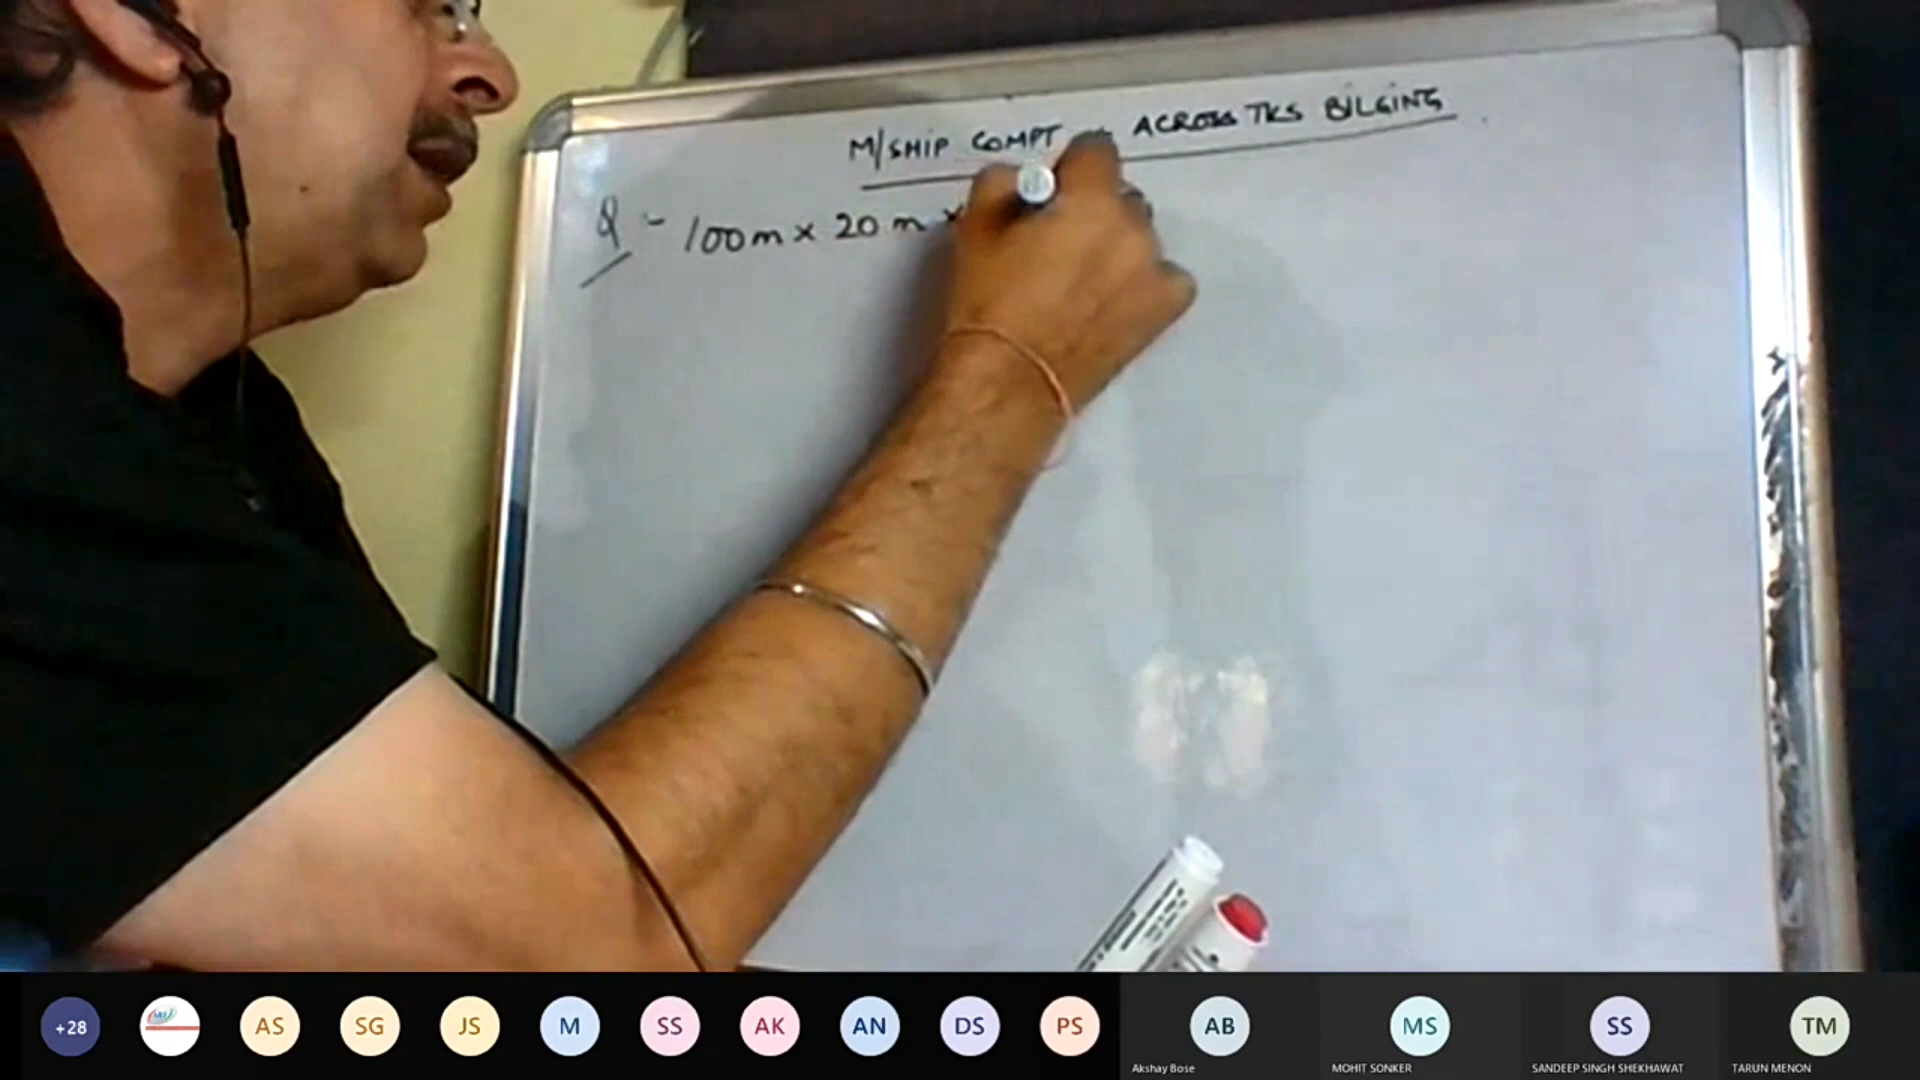 M/SHIP COMPT - ACROSS TKS BILGING
Q - 100m x 20m x
+28
AS
SG
JS
M
SS
AK
AN
DS
PS
AB
Akshay Bose
MS
MOHIT SONKER
SS
SANDEEP SINGH SHEKHAWAT
TM
TARUN MENON